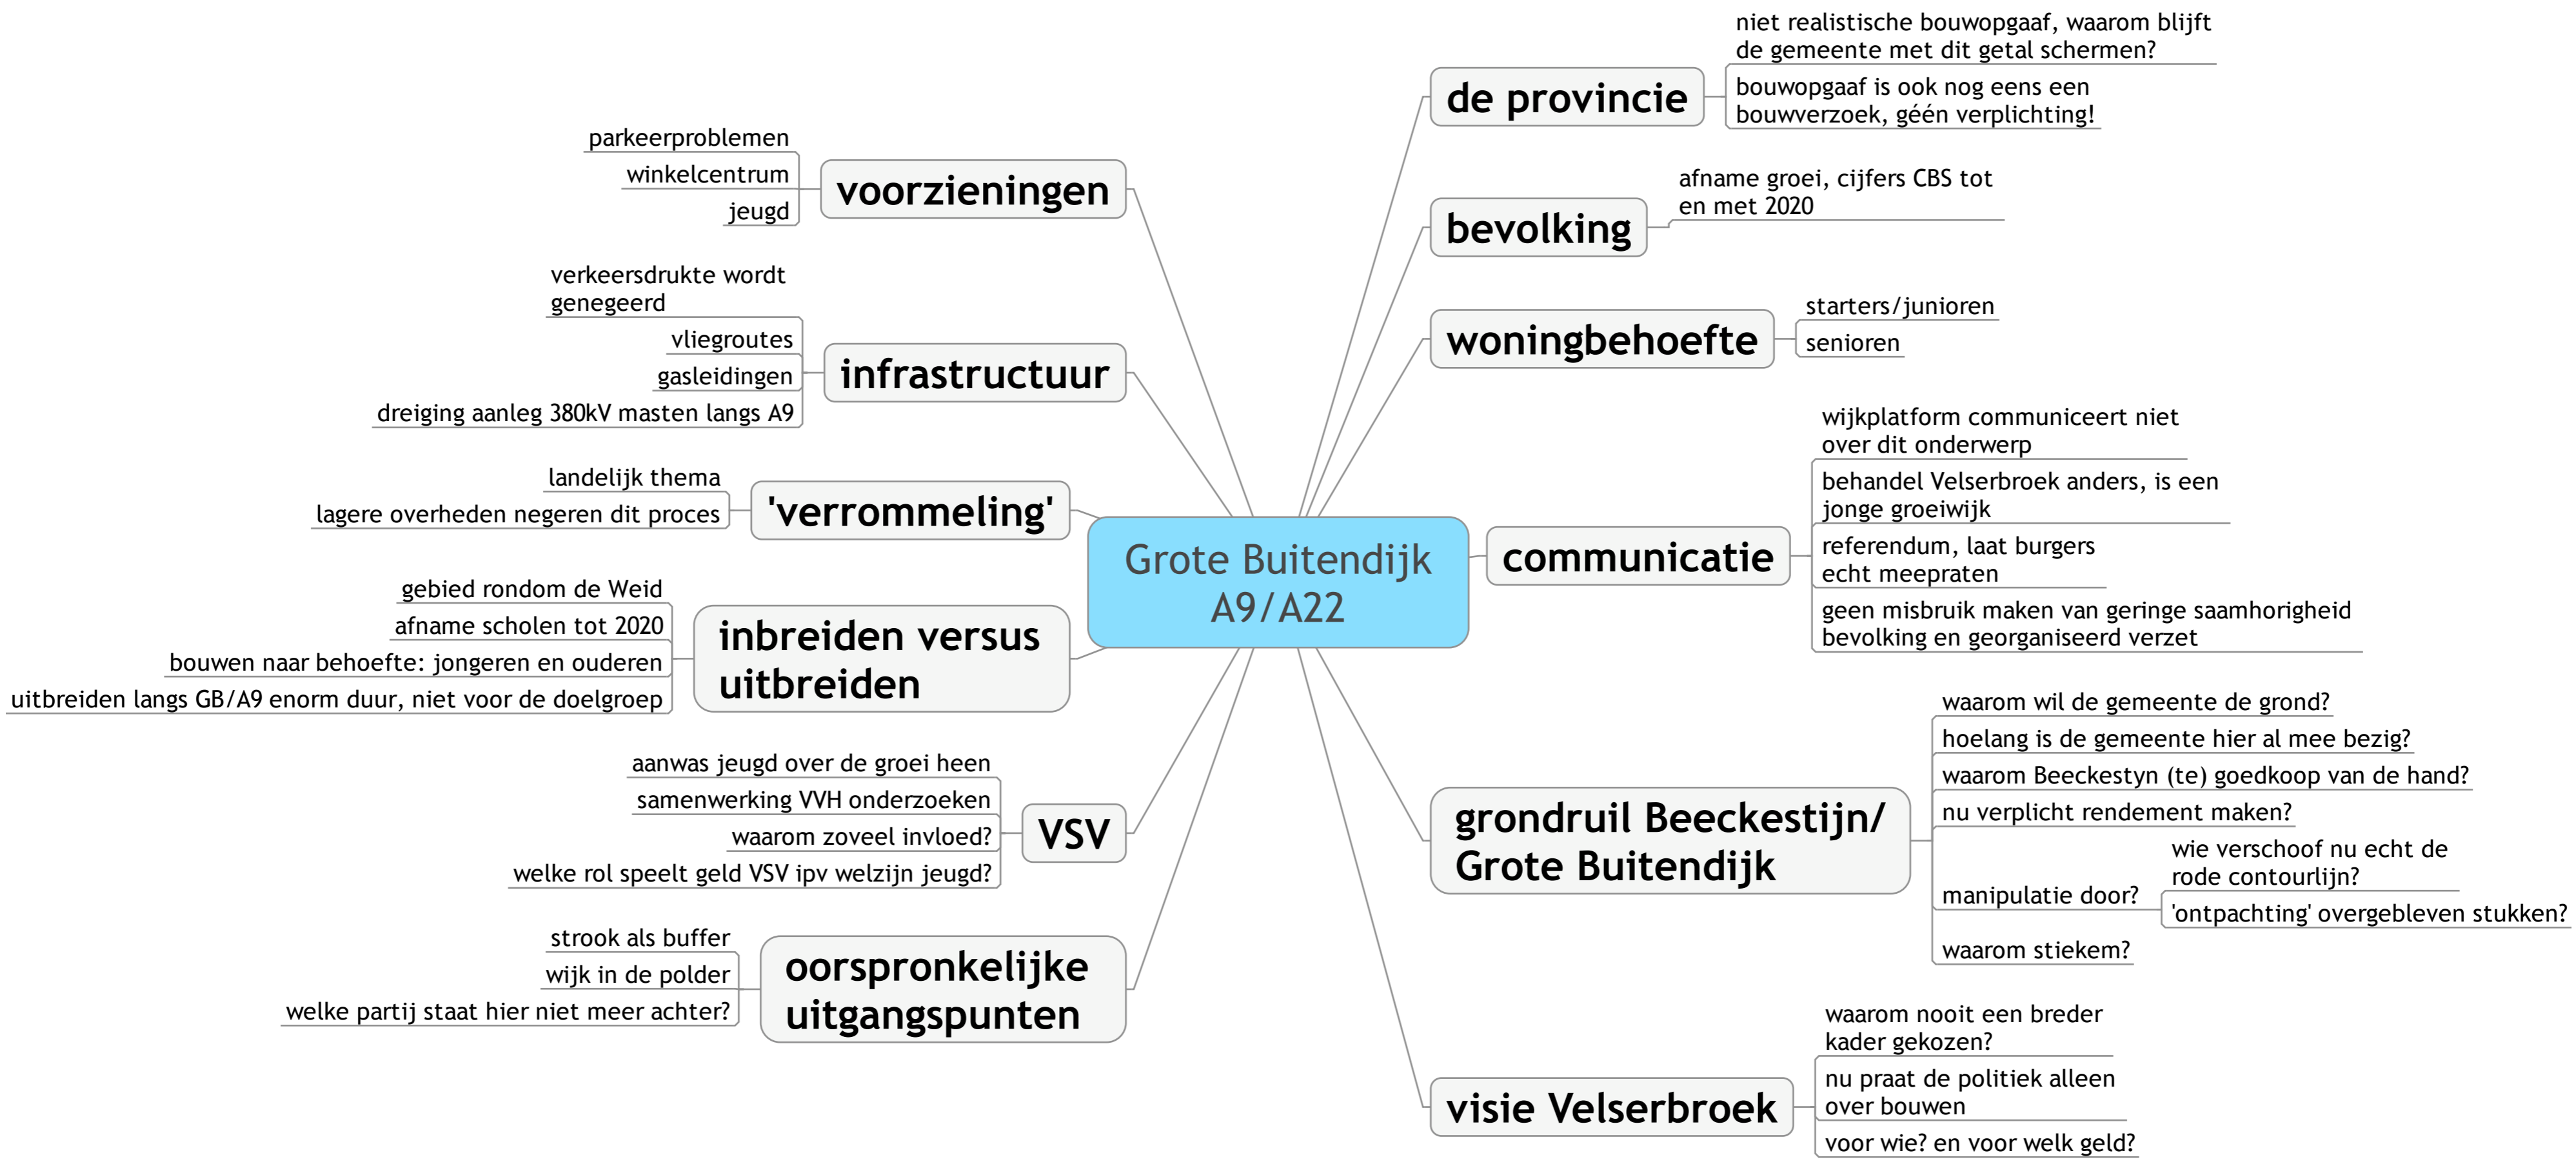 Grote Buitendijk
A9/A22
de provincie
niet realistische bouwopgaaf, waarom blijft
de gemeente met dit getal schermen?
bouwopgaaf is ook nog eens een
bouwverzoek, géén verplichting!
bevolking
afname groei, cijfers CBS tot
en met 2020
woningbehoefte
starters/junioren
senioren
communicatie
wijkplatform communiceert niet
over dit onderwerp
behandel Velserbroek anders, is een
jonge groeiwijk
referendum, laat burgers
echt meepraten
geen misbruik maken van geringe saamhorigheid
bevolking en georganiseerd verzet
grondruil Beeckestijn/
Grote Buitendijk
waarom wil de gemeente de grond?
hoelang is de gemeente hier al mee bezig?
waarom Beeckestyn (te) goedkoop van de hand?
nu verplicht rendement maken?
manipulatie door?
wie verschoof nu echt de
rode contourlijn?
'ontpachting' overgebleven stukken?
waarom stiekem?
visie Velserbroek
waarom nooit een breder
kader gekozen?
nu praat de politiek alleen
over bouwen
voor wie? en voor welk geld?
voorzieningen
parkeerproblemen
winkelcentrum
jeugd
infrastructuur
verkeersdrukte wordt
genegeerd
vliegroutes
gasleidingen
dreiging aanleg 380kV masten langs A9
'verrommeling'
landelijk thema
lagere overheden negeren dit proces
inbreiden versus
uitbreiden
gebied rondom de Weid
afname scholen tot 2020
bouwen naar behoefte: jongeren en ouderen
uitbreiden langs GB/A9 enorm duur, niet voor de doelgroep
VSV
aanwas jeugd over de groei heen
samenwerking VVH onderzoeken
waarom zoveel invloed?
welke rol speelt geld VSV ipv welzijn jeugd?
oorspronkelijke
uitgangspunten
strook als buffer
wijk in de polder
welke partij staat hier niet meer achter?